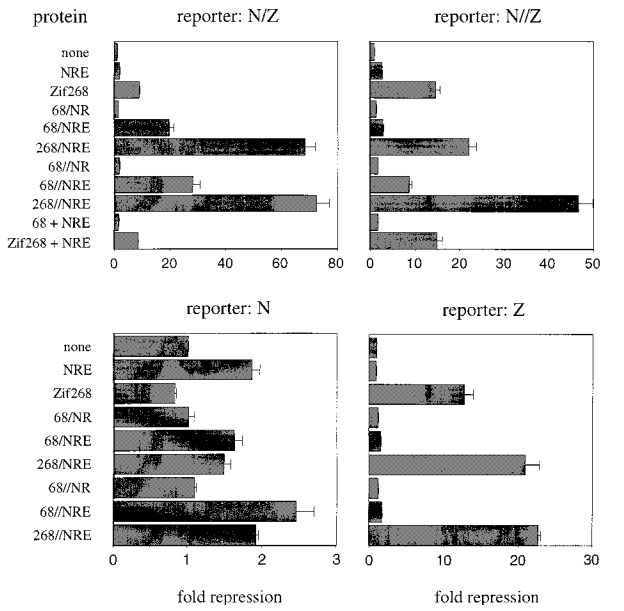 protein
reporter: N/Z
reporter: N//Z
none
NRE
Zif268
68/NR
68/NRE
268/NRE
68//NR
68//NRE
268//NRE
68 + NRE
Zif268 + NRE
0 20 40 60 80
0 10 20 30 40 50
reporter: N
reporter: Z
none
NRE
Zif268
68/NR
68/NRE
268/NRE
68//NR
68//NRE
268//NRE
0 1 2 3
0 10 20 30
fold repression
fold repression